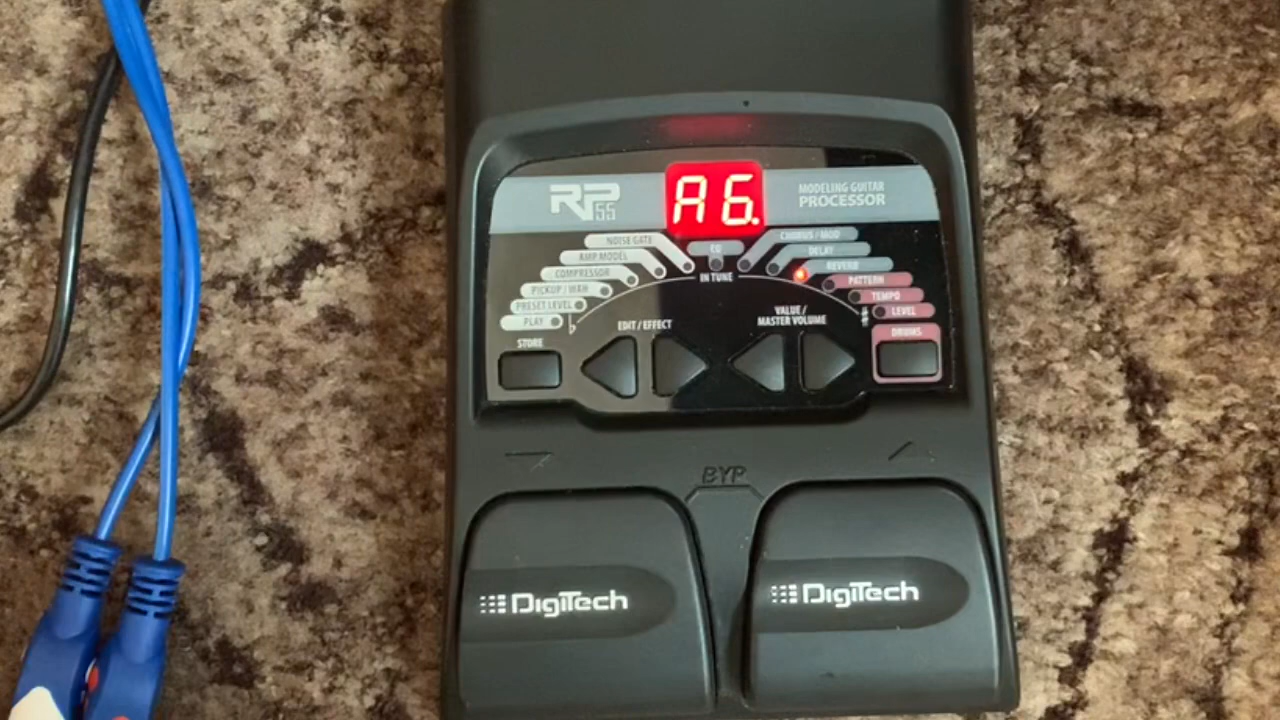 RP55
A6.
MODELING GUITAR
PROCESSOR
NOISE GATE
EQ
CHORUS / MOD
AMP MODEL
DELAY
COMPRESSOR
IN TUNE
REVERB
PICKUP / WAH
PATTERN
PRESET LEVEL
TEMPO
PLAY
LEVEL
EDIT / EFFECT
VALUE /
MASTER VOLUME
STORE
DRUMS
BYP
DigiTech
DigiTech